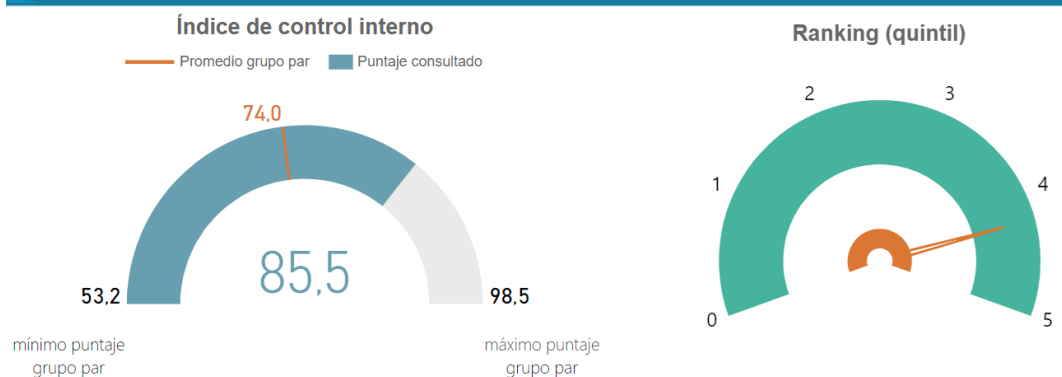 Índice de control interno
Promedio grupo par
Puntaje consultado
74,0
85,5
53,2
98,5
mínimo puntaje
grupo par
máximo puntaje
grupo par
Ranking (quintil)
0
1
2
3
4
5